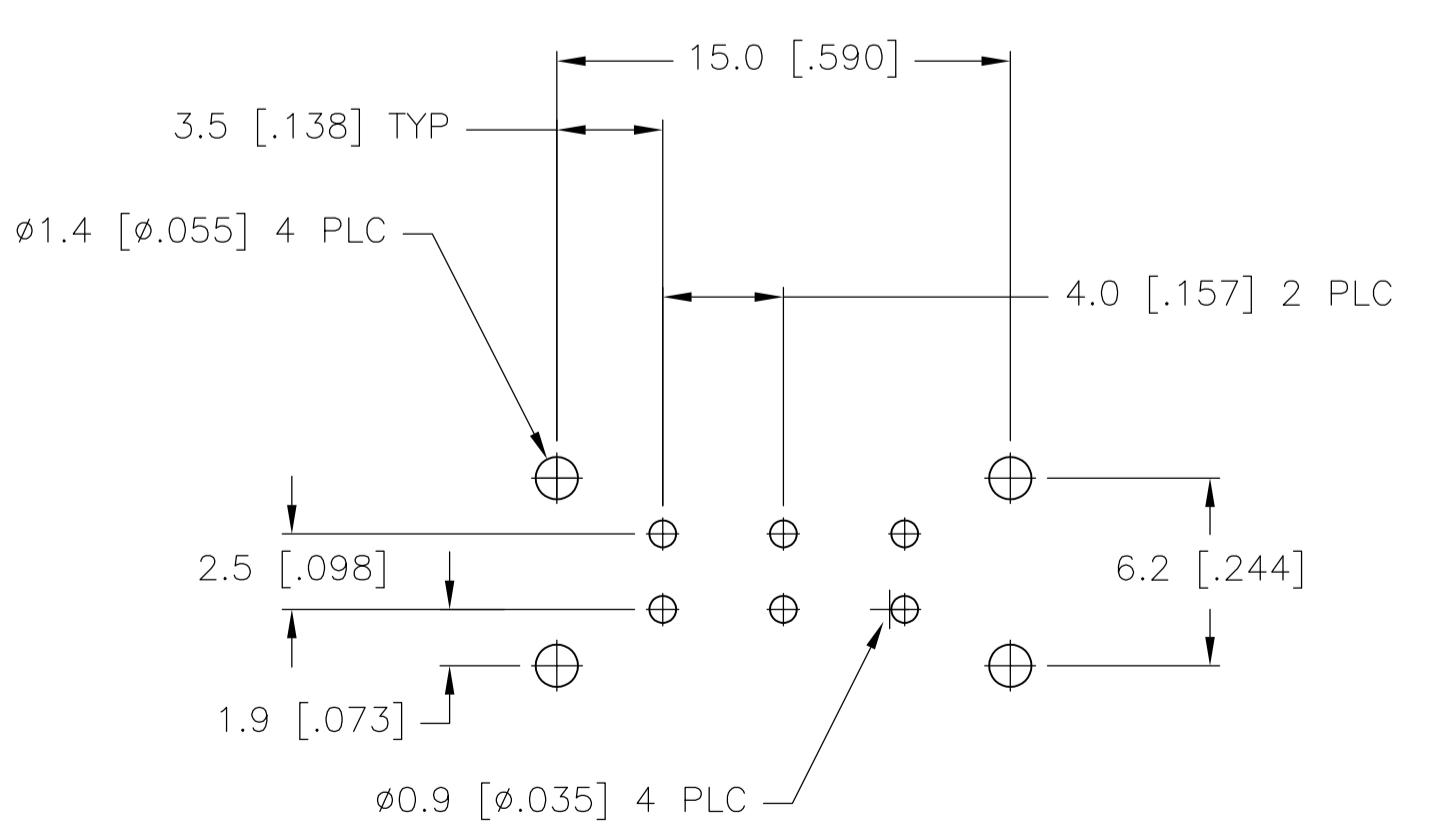 15.0 [.590]
3.5 [.138] TYP
ø1.4 [ø.055] 4 PLC
4.0 [.157] 2 PLC
2.5 [.098]
6.2 [.244]
1.9 [.073]
ø0.9 [ø.035] 4 PLC